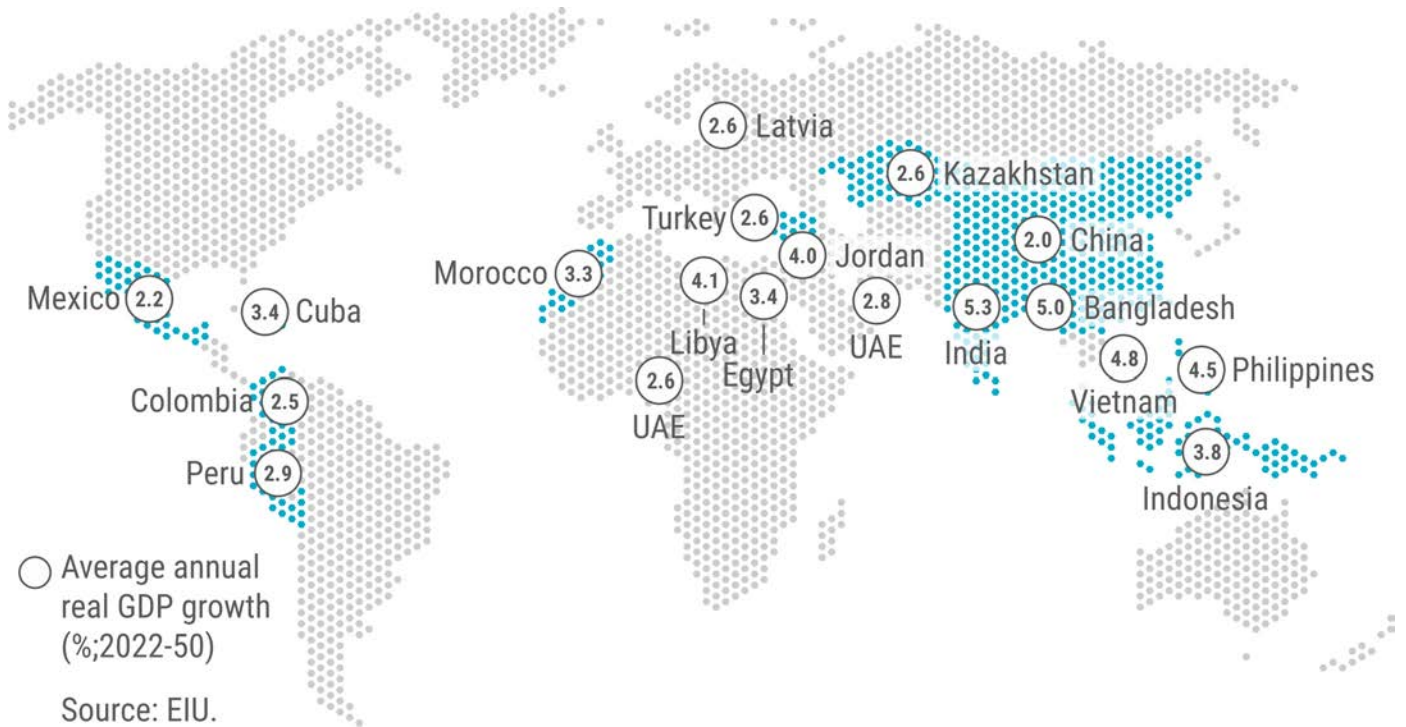 2.6 Latvia
2.6 Kazakhstan
Turkey 2.6
2.0 China
4.0 Jordan
Morocco 3.3
4.1
Libya
3.4
Egypt
2.8
UAE
Mexico 2.2
3.4 Cuba
5.3
India
5.0 Bangladesh
4.8
Vietnam
4.5 Philippines
2.6
UAE
Colombia 2.5
Peru 2.9
3.8
Indonesia
Average annual
real GDP growth
(%;2022-50)
Source: EIU.